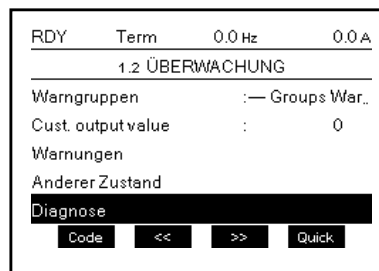 RDY Term 0.0 Hz 0.0 A
1.2 ÜBERWACHUNG
Warngruppen :— Groups War..
Cust. output value : 0
Warnungen
Anderer Zustand
Diagnose
Code << >> Quick